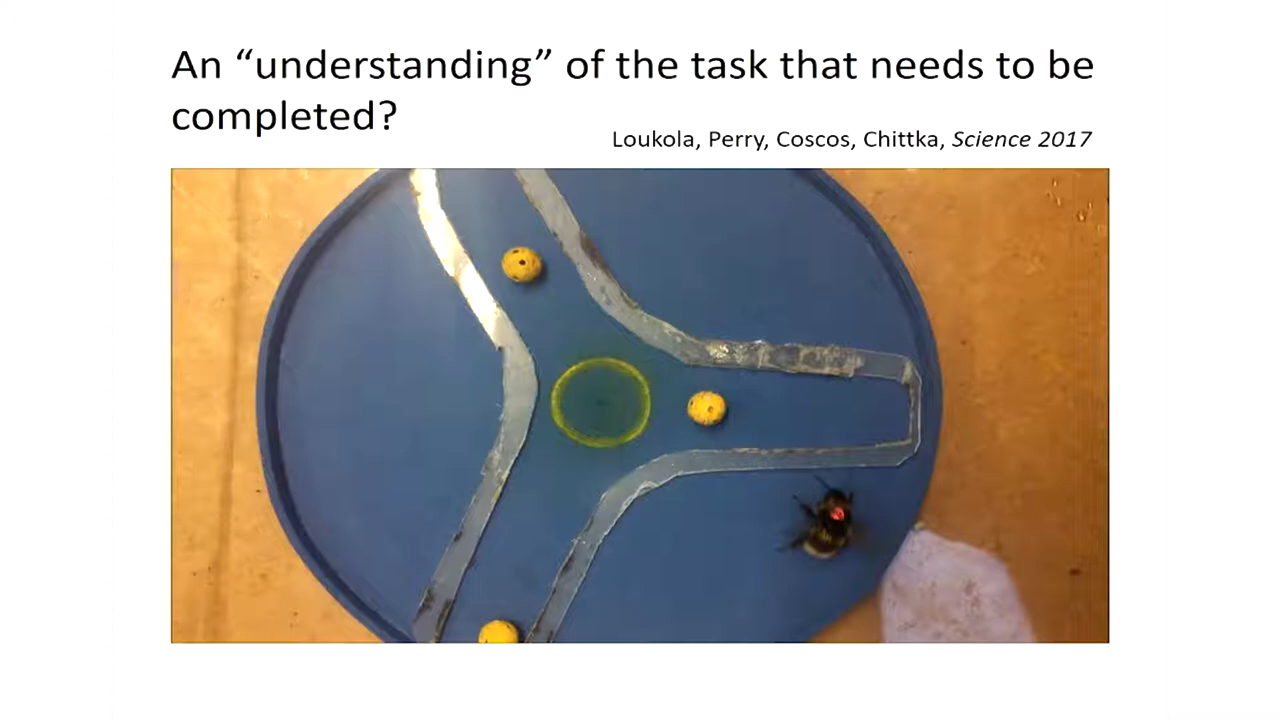 An “understanding” of the task that needs to be
completed?
Loukola, Perry, Coscos, Chittka, Science 2017